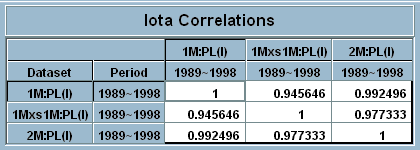 Iota Correlations
1M:PL(I) 1Mxs1M:PL(I) 2M:PL(I)
Dataset Period 1989~1998 1989~1998 1989~1998
1M:PL(I) 1989~1998 1 0.945646 0.992496
1Mxs1M:PL(I) 1989~1998 0.945646 1 0.977333
2M:PL(I) 1989~1998 0.992496 0.977333 1